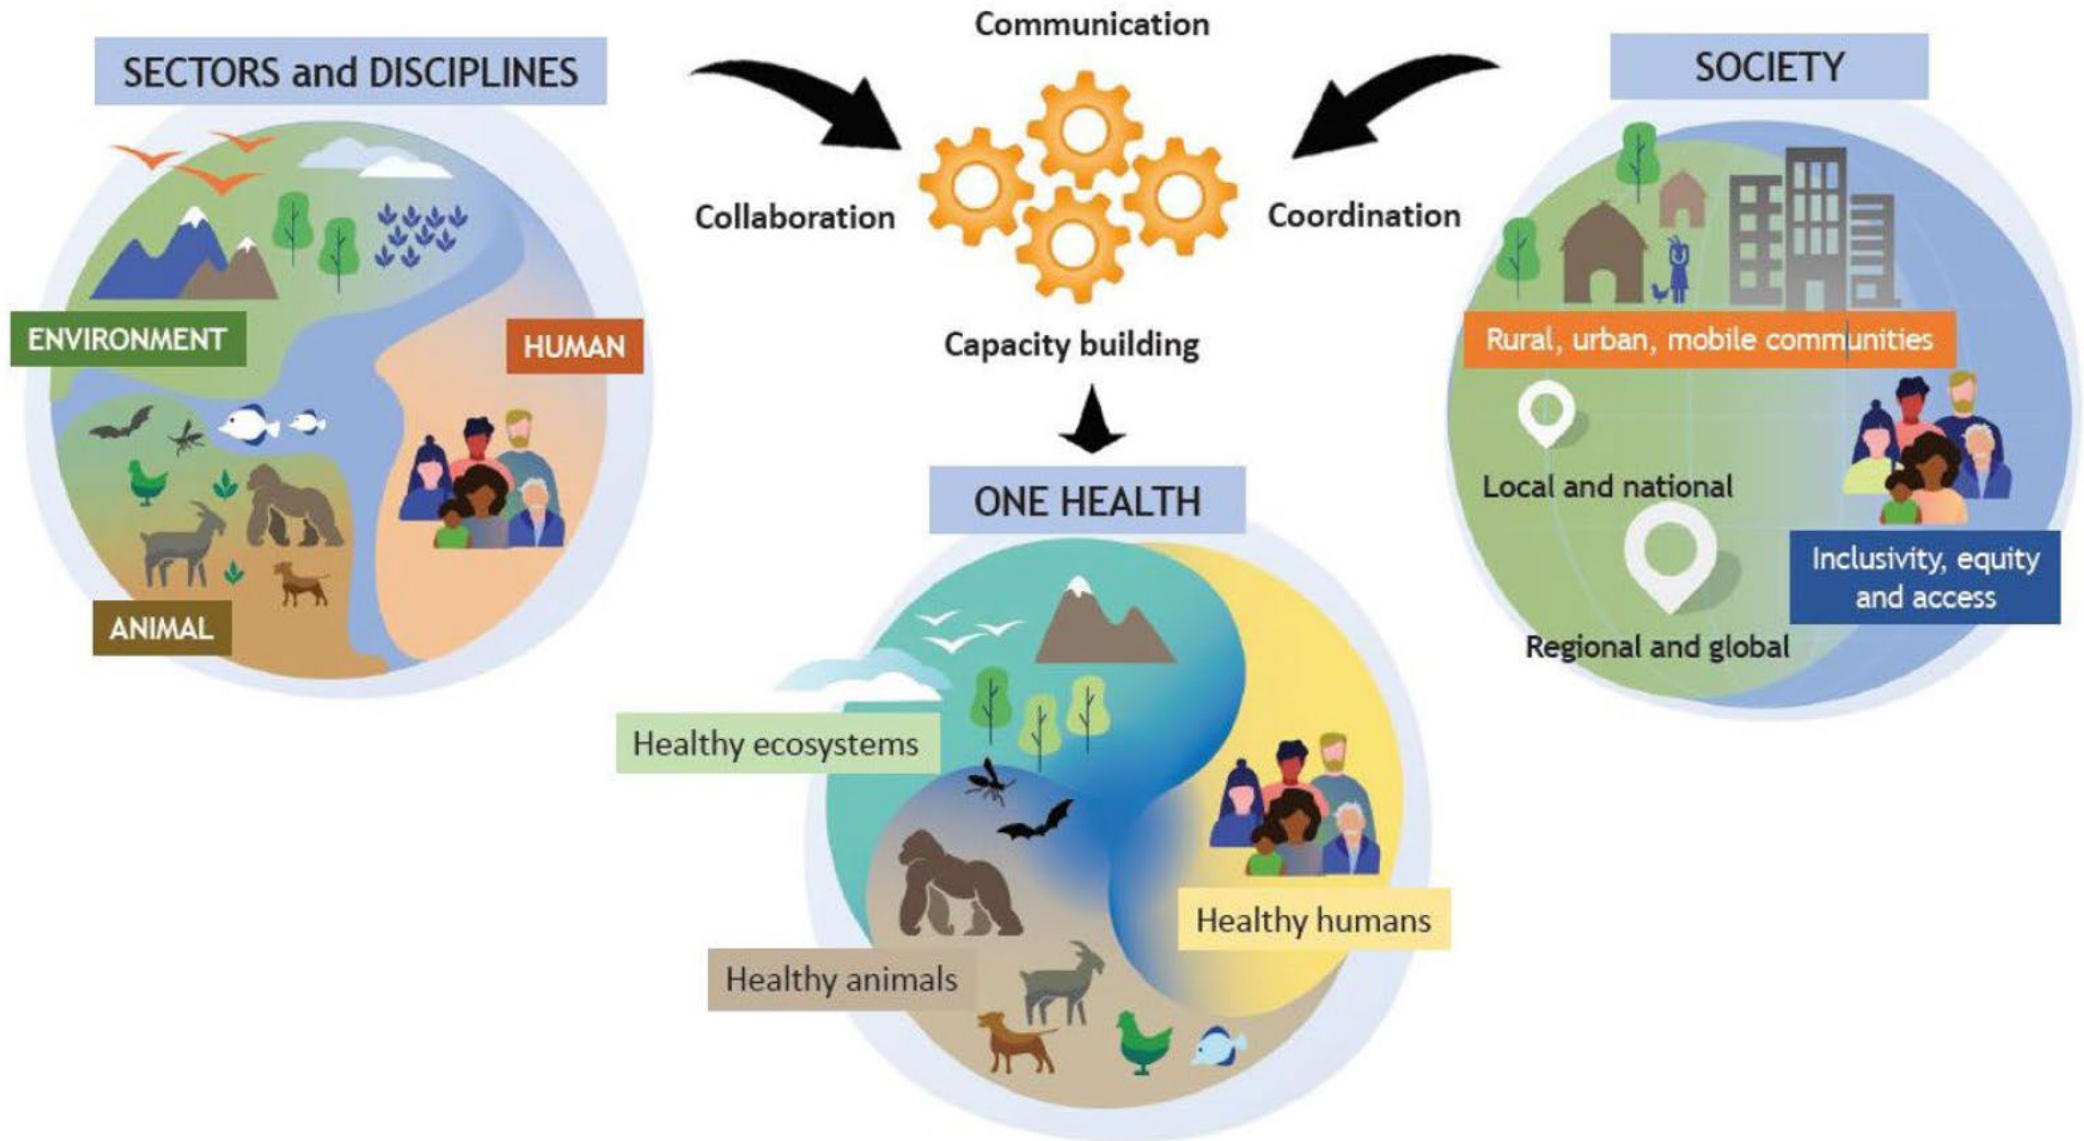 Communication
SECTORS and DISCIPLINES
SOCIETY
Collaboration
Coordination
Capacity building
ENVIRONMENT
HUMAN
ANIMAL
Rural, urban, mobile communities
Local and national
Inclusivity, equity
and access
Regional and global
ONE HEALTH
Healthy ecosystems
Healthy humans
Healthy animals